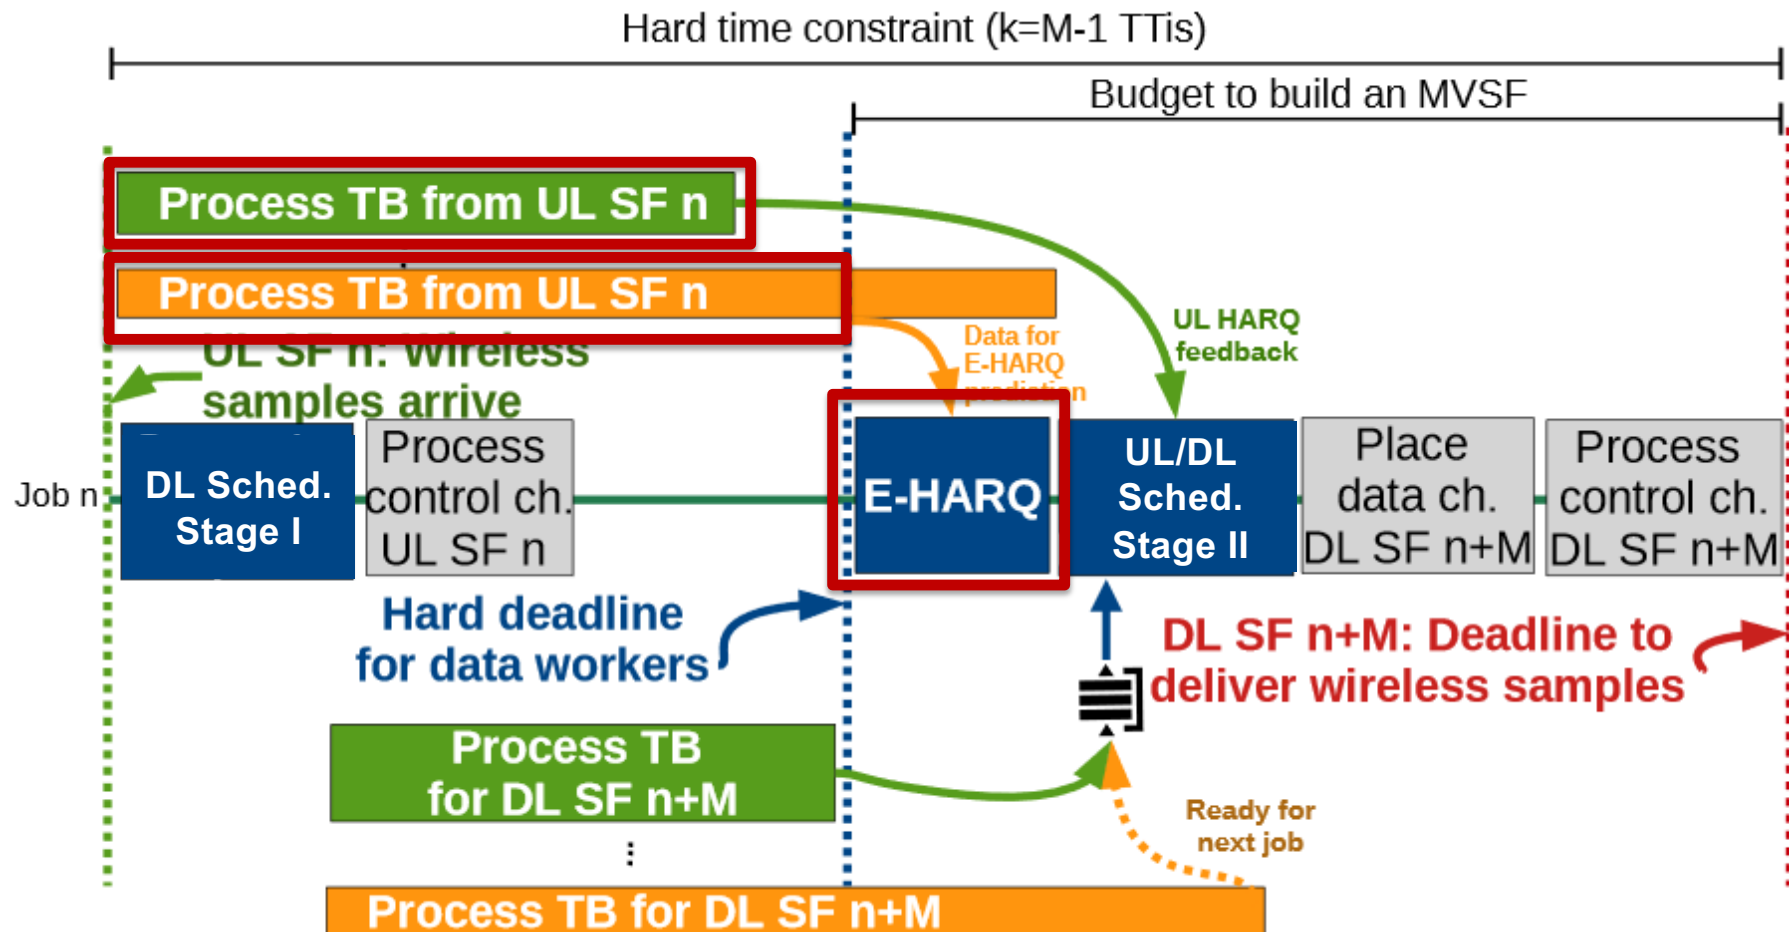 Hard time constraint (k=M-1 TTis)
Budget to build an MVSF
Process TB from UL SF n
Process TB from UL SF n
UL SF n: Wireless
samples arrive
Data for
E-HARQ
prediction
UL HARQ
feedback
Job n
DL Sched.
Stage I
Process
control ch.
UL SF n
E-HARQ
UL/DL
Sched.
Stage II
Place
data ch.
DL SF n+M
Process
control ch.
DL SF n+M
Hard deadline
for data workers
DL SF n+M: Deadline to
deliver wireless samples
Process TB
for DL SF n+M
Ready for
next job
Process TB for DL SF n+M